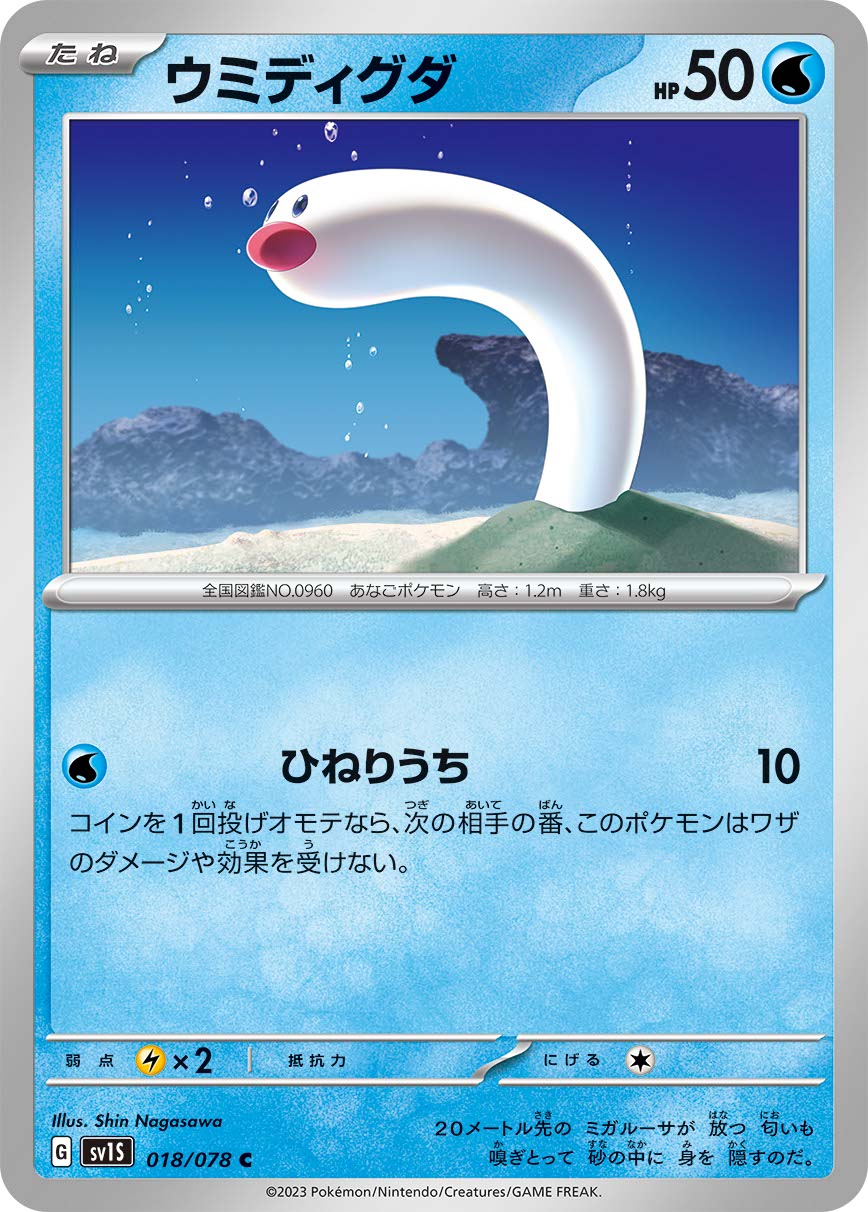 たね
ウミディグダ
HP 50
全国図鑑NO.0960 あなごポケモン 高さ:1.2m 重さ:1.8kg
ひねりうち 10
コインを1回投げオモテなら、次の相手の番、このポケモンはワザ
のダメージや効果を受けない。
弱点 ×2 抵抗力 にげる
Illus. Shin Nagasawa
G sv1S 018/078 C
20メートル先の ミガルーサが 放つ 匂いも
嗅ぎとって 砂の中に 身を 隠すのだ。
©2023 Pokémon/Nintendo/Creatures/GAME FREAK.